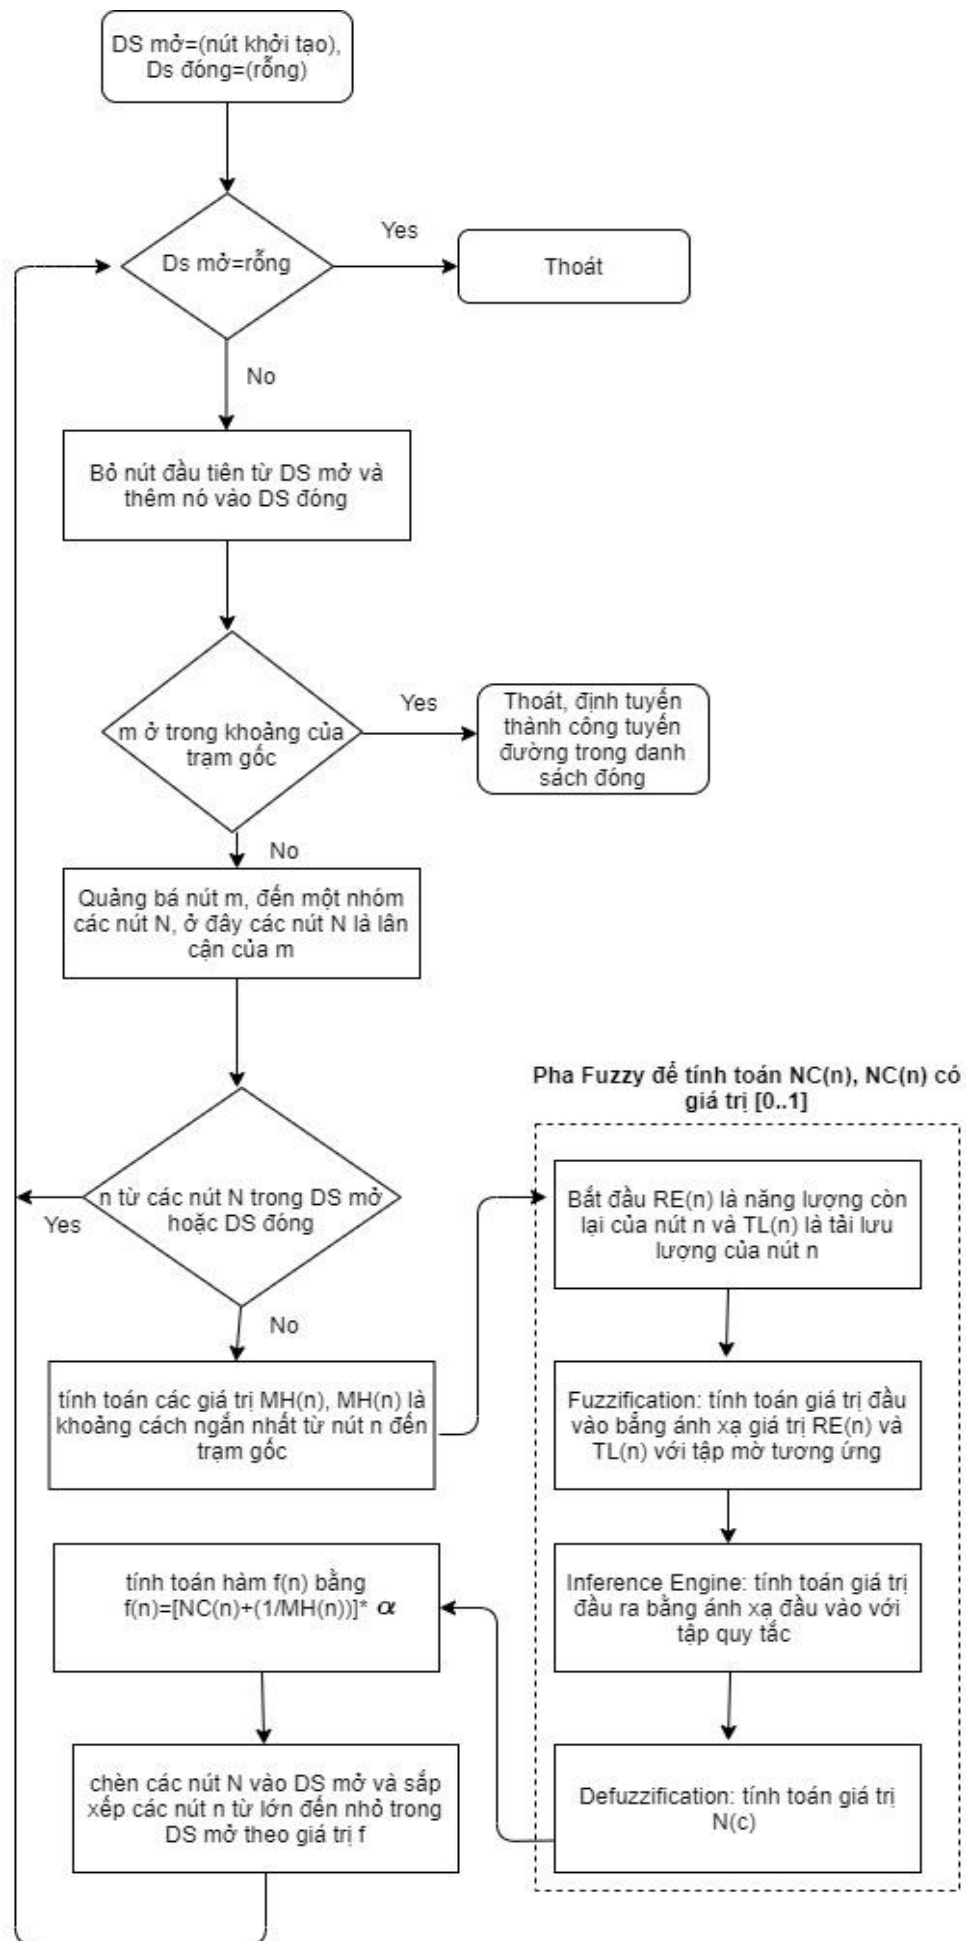 DS mở=(nút khởi tạo),
Ds đóng=(rỗng)
Ds mở=rỗng
Yes
Thoát
No
Bỏ nút đầu tiên từ DS mở và
thêm nó vào DS đóng
m ở trong khoảng của
trạm gốc
Yes
Thoát, định tuyến
thành công tuyến
đường trong danh
sách đóng
No
Quảng bá nút m, đến một nhóm
các nút N, ở đây các nút N là lân
cận của m
n từ các nút N trong DS mở
hoặc DS đóng
Yes
No
tính toán các giá trị MH(n), MH(n) là
khoảng cách ngắn nhất từ nút n đến
trạm gốc
Pha Fuzzy để tính toán NC(n), NC(n) có
giá trị [0..1]
Bắt đầu RE(n) là năng lượng còn
lại của nút n và TL(n) là tải lưu
lượng của nút n
Fuzzification: tính toán giá trị đầu
vào bằng ánh xạ giá trị RE(n) và
TL(n) với tập mờ tương ứng
Inference Engine: tính toán giá trị
đầu ra bằng ánh xạ đầu vào với
tập quy tắc
Defuzzification: tính toán giá trị
N(c)
tính toán hàm f(n) bằng
f(n)=[NC(n)+(1/MH(n))]* α
chèn các nút N vào DS mở và sắp
xếp các nút n từ lớn đến nhỏ trong
DS mở theo giá trị f